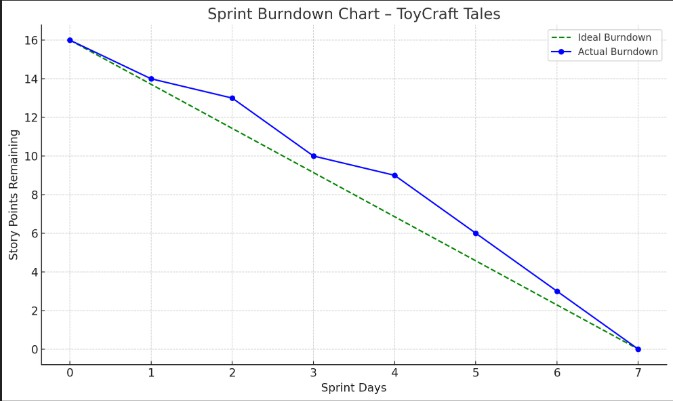 Sprint Burndown Chart – ToyCraft Tales
Ideal Burndown
Actual Burndown
Story Points Remaining
16
14
12
10
8
6
4
2
0
0 1 2 3 4 5 6 7
Sprint Days